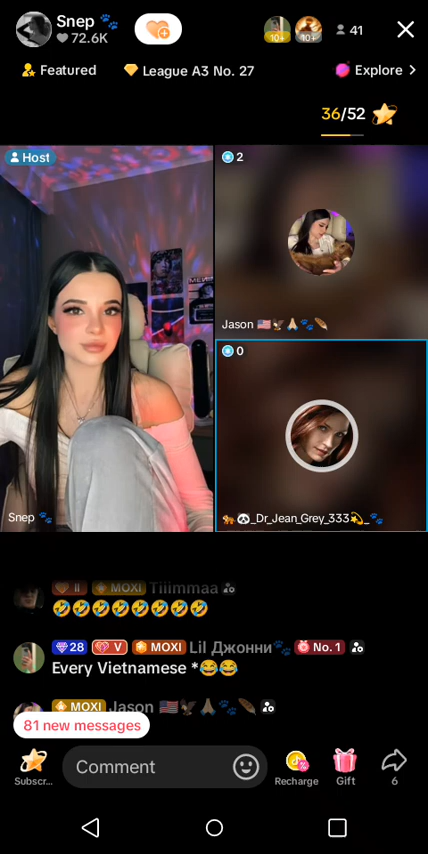 Snep 🐾
72.6K
10+
10+
41
Featured
League A3 No. 27
Explore
36/52
Host
2
Jason 🇺🇸🦅🙏🏼🐾🪶
0
🐅🐼_Dr_Jean_Grey_333💫_🐾
Snep 🐾
II MOXI Tiiimmaa
🤣🤣🤣🤣🤣🤣🤣🤣
28 V MOXI Lil Джонни🐾 No. 1
Every Vietnamese *😂😂
MOXI Jason 🇺🇸🦅🙏🏼🐾🪶
81 new messages
Subscr...
Comment
Recharge
Gift
6